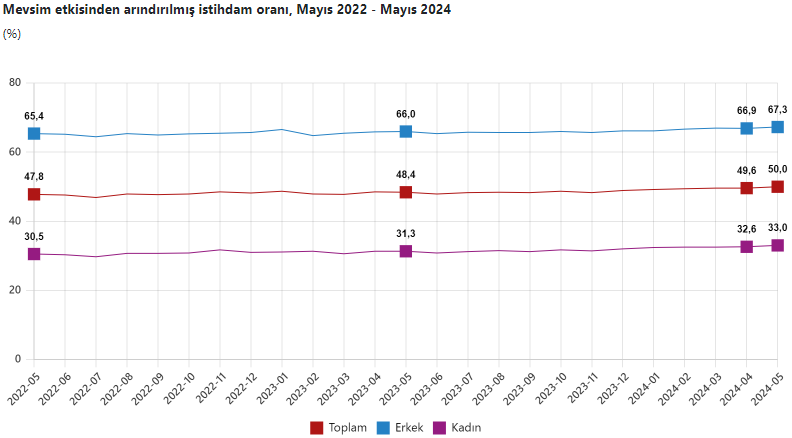 Mevsim etkisinden arındırılmış istihdam oranı, Mayıs 2022 - Mayıs 2024
(%)
80
65,4 66,0 66,9 67,3
60
47,8 48,4 49,6 50,0
40
30,5 31,3 32,6 33,0
20
0
2022-05 2022-06 2022-07 2022-08 2022-09 2022-10 2022-11 2022-12 2023-01 2023-02 2023-03 2023-04 2023-05 2023-06 2023-07 2023-08 2023-09 2023-10 2023-11 2023-12 2024-01 2024-02 2024-03 2024-04 2024-05
Toplam Erkek Kadın